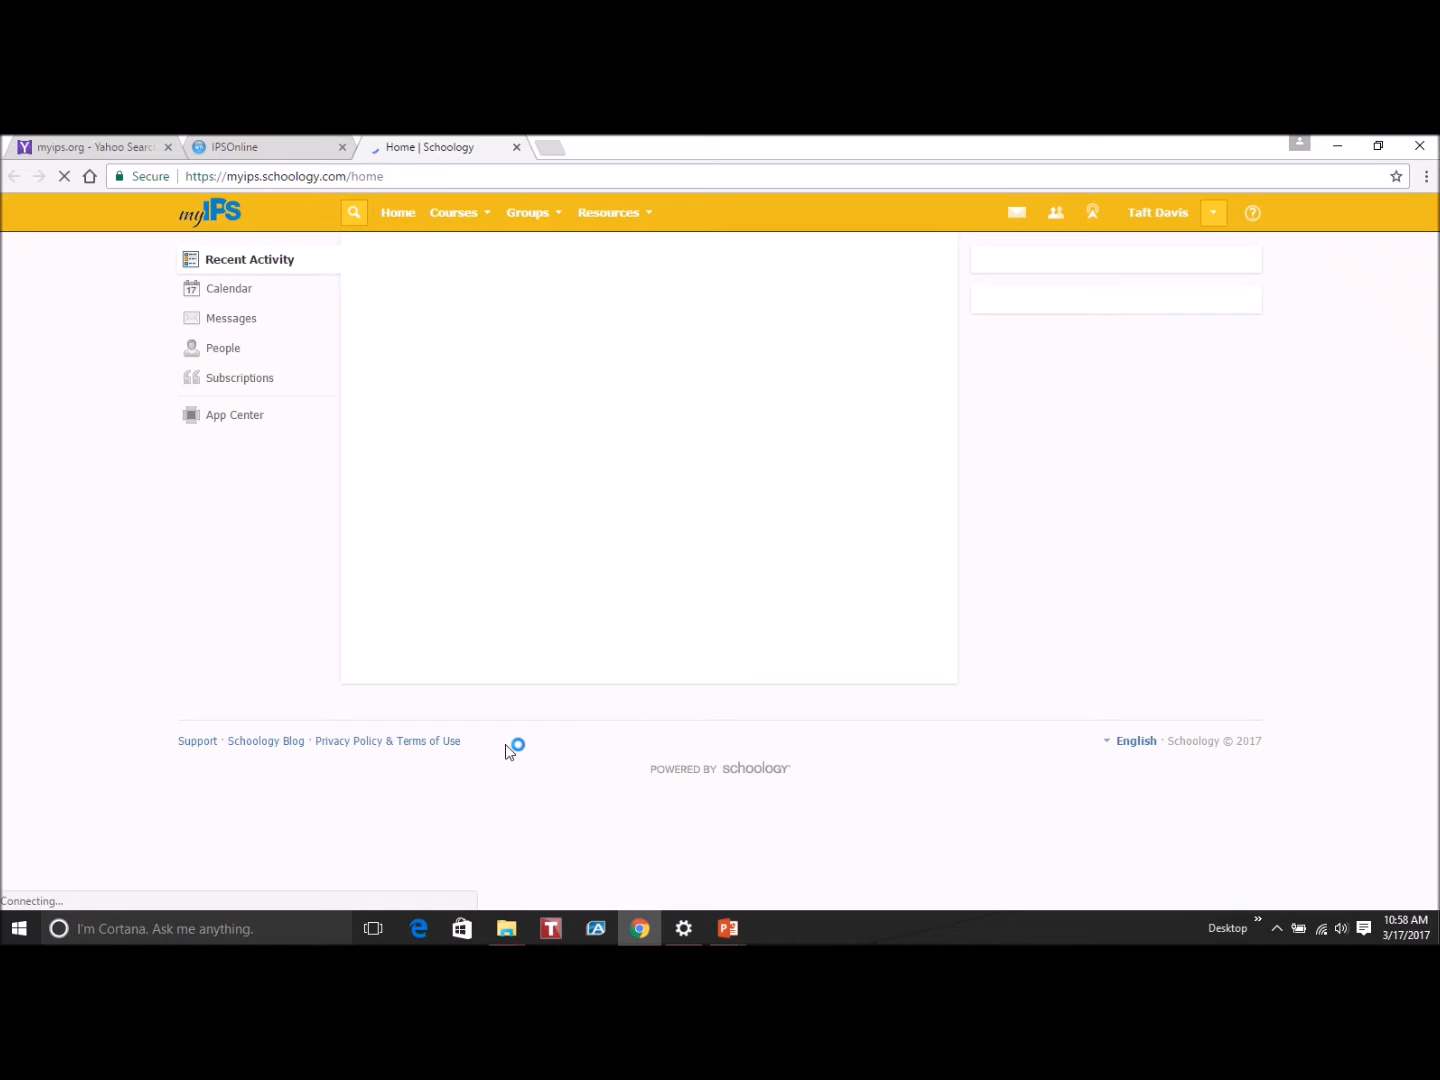 myips.org - Yahoo Searc
IPSOnline
Home | Schoology
Secure
https://myips.schoology.com/home
myIPS
Home
Courses
Groups
Resources
Taft Davis
Recent Activity
17
Calendar
Messages
People
Subscriptions
App Center
Support · Schoology Blog · Privacy Policy & Terms of Use
English · Schoology © 2017
POWERED BY schoology
Connecting...
I'm Cortana. Ask me anything.
Desktop
10:58 AM
3/17/2017